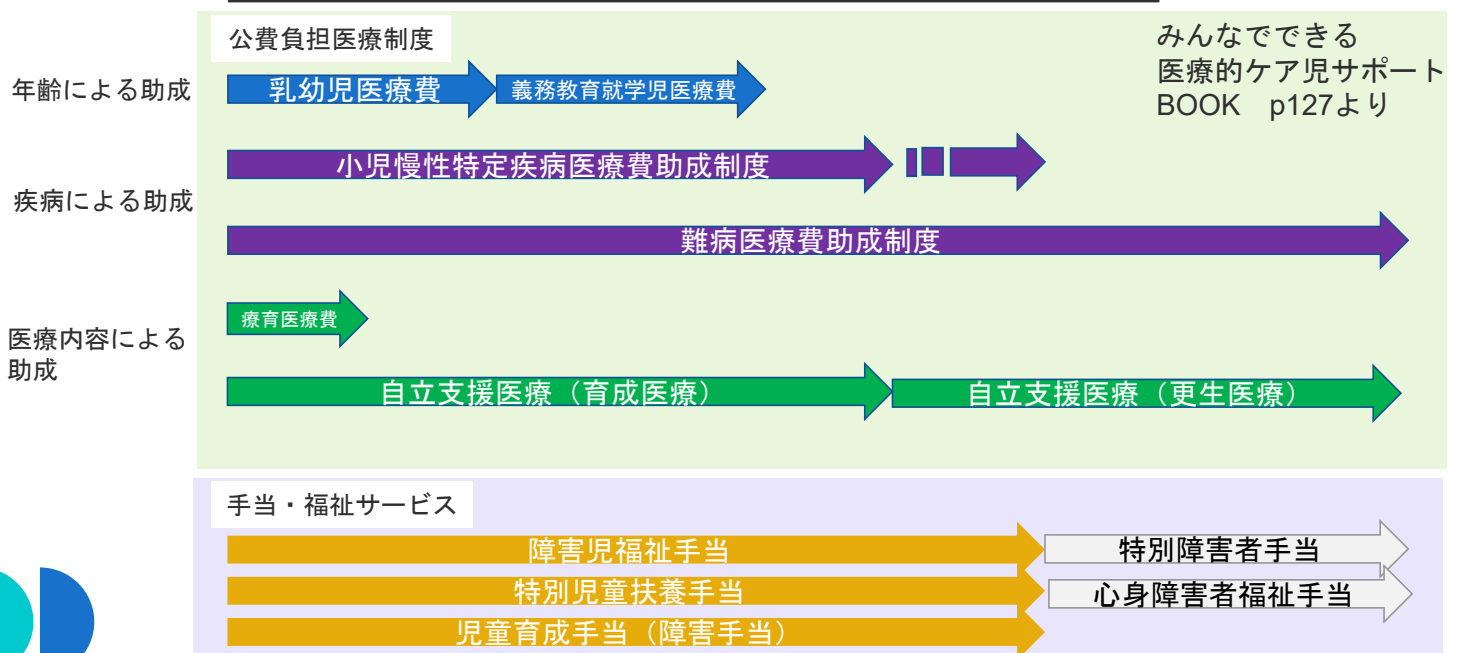 公費負担医療制度
みんなでできる
医療的ケア児サポート
BOOK　p127より
年齢による助成
乳幼児医療費
義務教育就学児医療費
小児慢性特定疾病医療費助成制度
疾病による助成
難病医療費助成制度
療育医療費
医療内容による
助成
自立支援医療（育成医療）
自立支援医療（更生医療）
手当・福祉サービス
障害児福祉手当
特別障害者手当
特別児童扶養手当
心身障害者福祉手当
児童育成手当（障害手当）